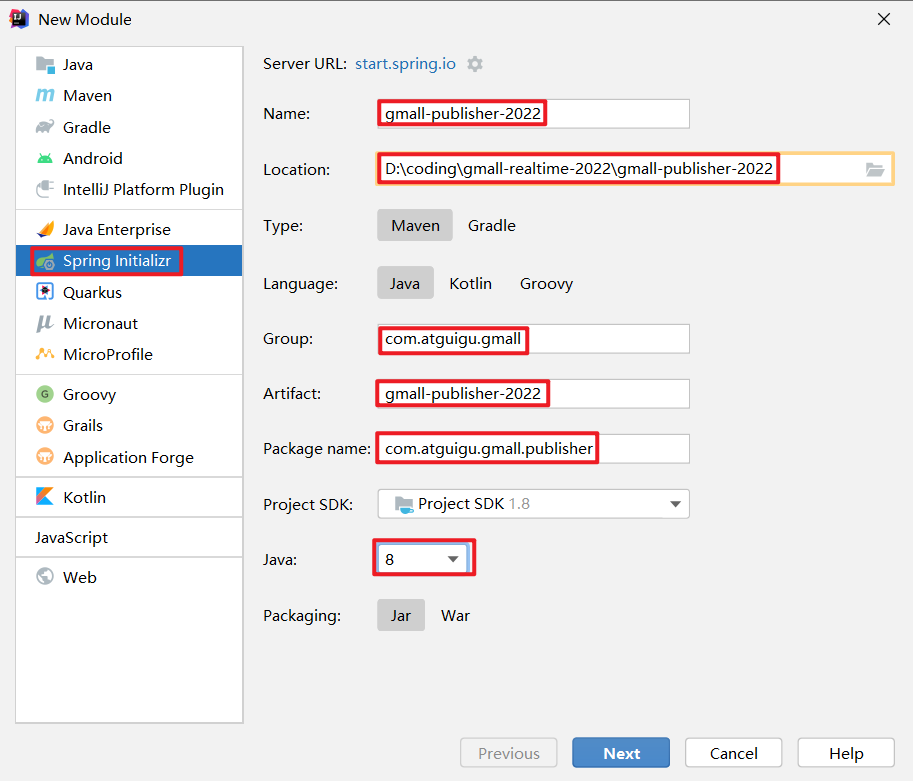 New Module
Java
Maven
Gradle
Android
IntelliJ Platform Plugin
Java Enterprise
Spring Initializr
Quarkus
Micronaut
MicroProfile
Groovy
Grails
Application Forge
Kotlin
JavaScript
Web
Server URL: start.spring.io
Name: gmall-publisher-2022
Location: D:\coding\gmall-realtime-2022\gmall-publisher-2022
Type: Maven Gradle
Language: Java Kotlin Groovy
Group: com.atguigu.gmall
Artifact: gmall-publisher-2022
Package name: com.atguigu.gmall.publisher
Project SDK: Project SDK 1.8
Java: 8
Packaging: Jar War
Previous Next Cancel Help